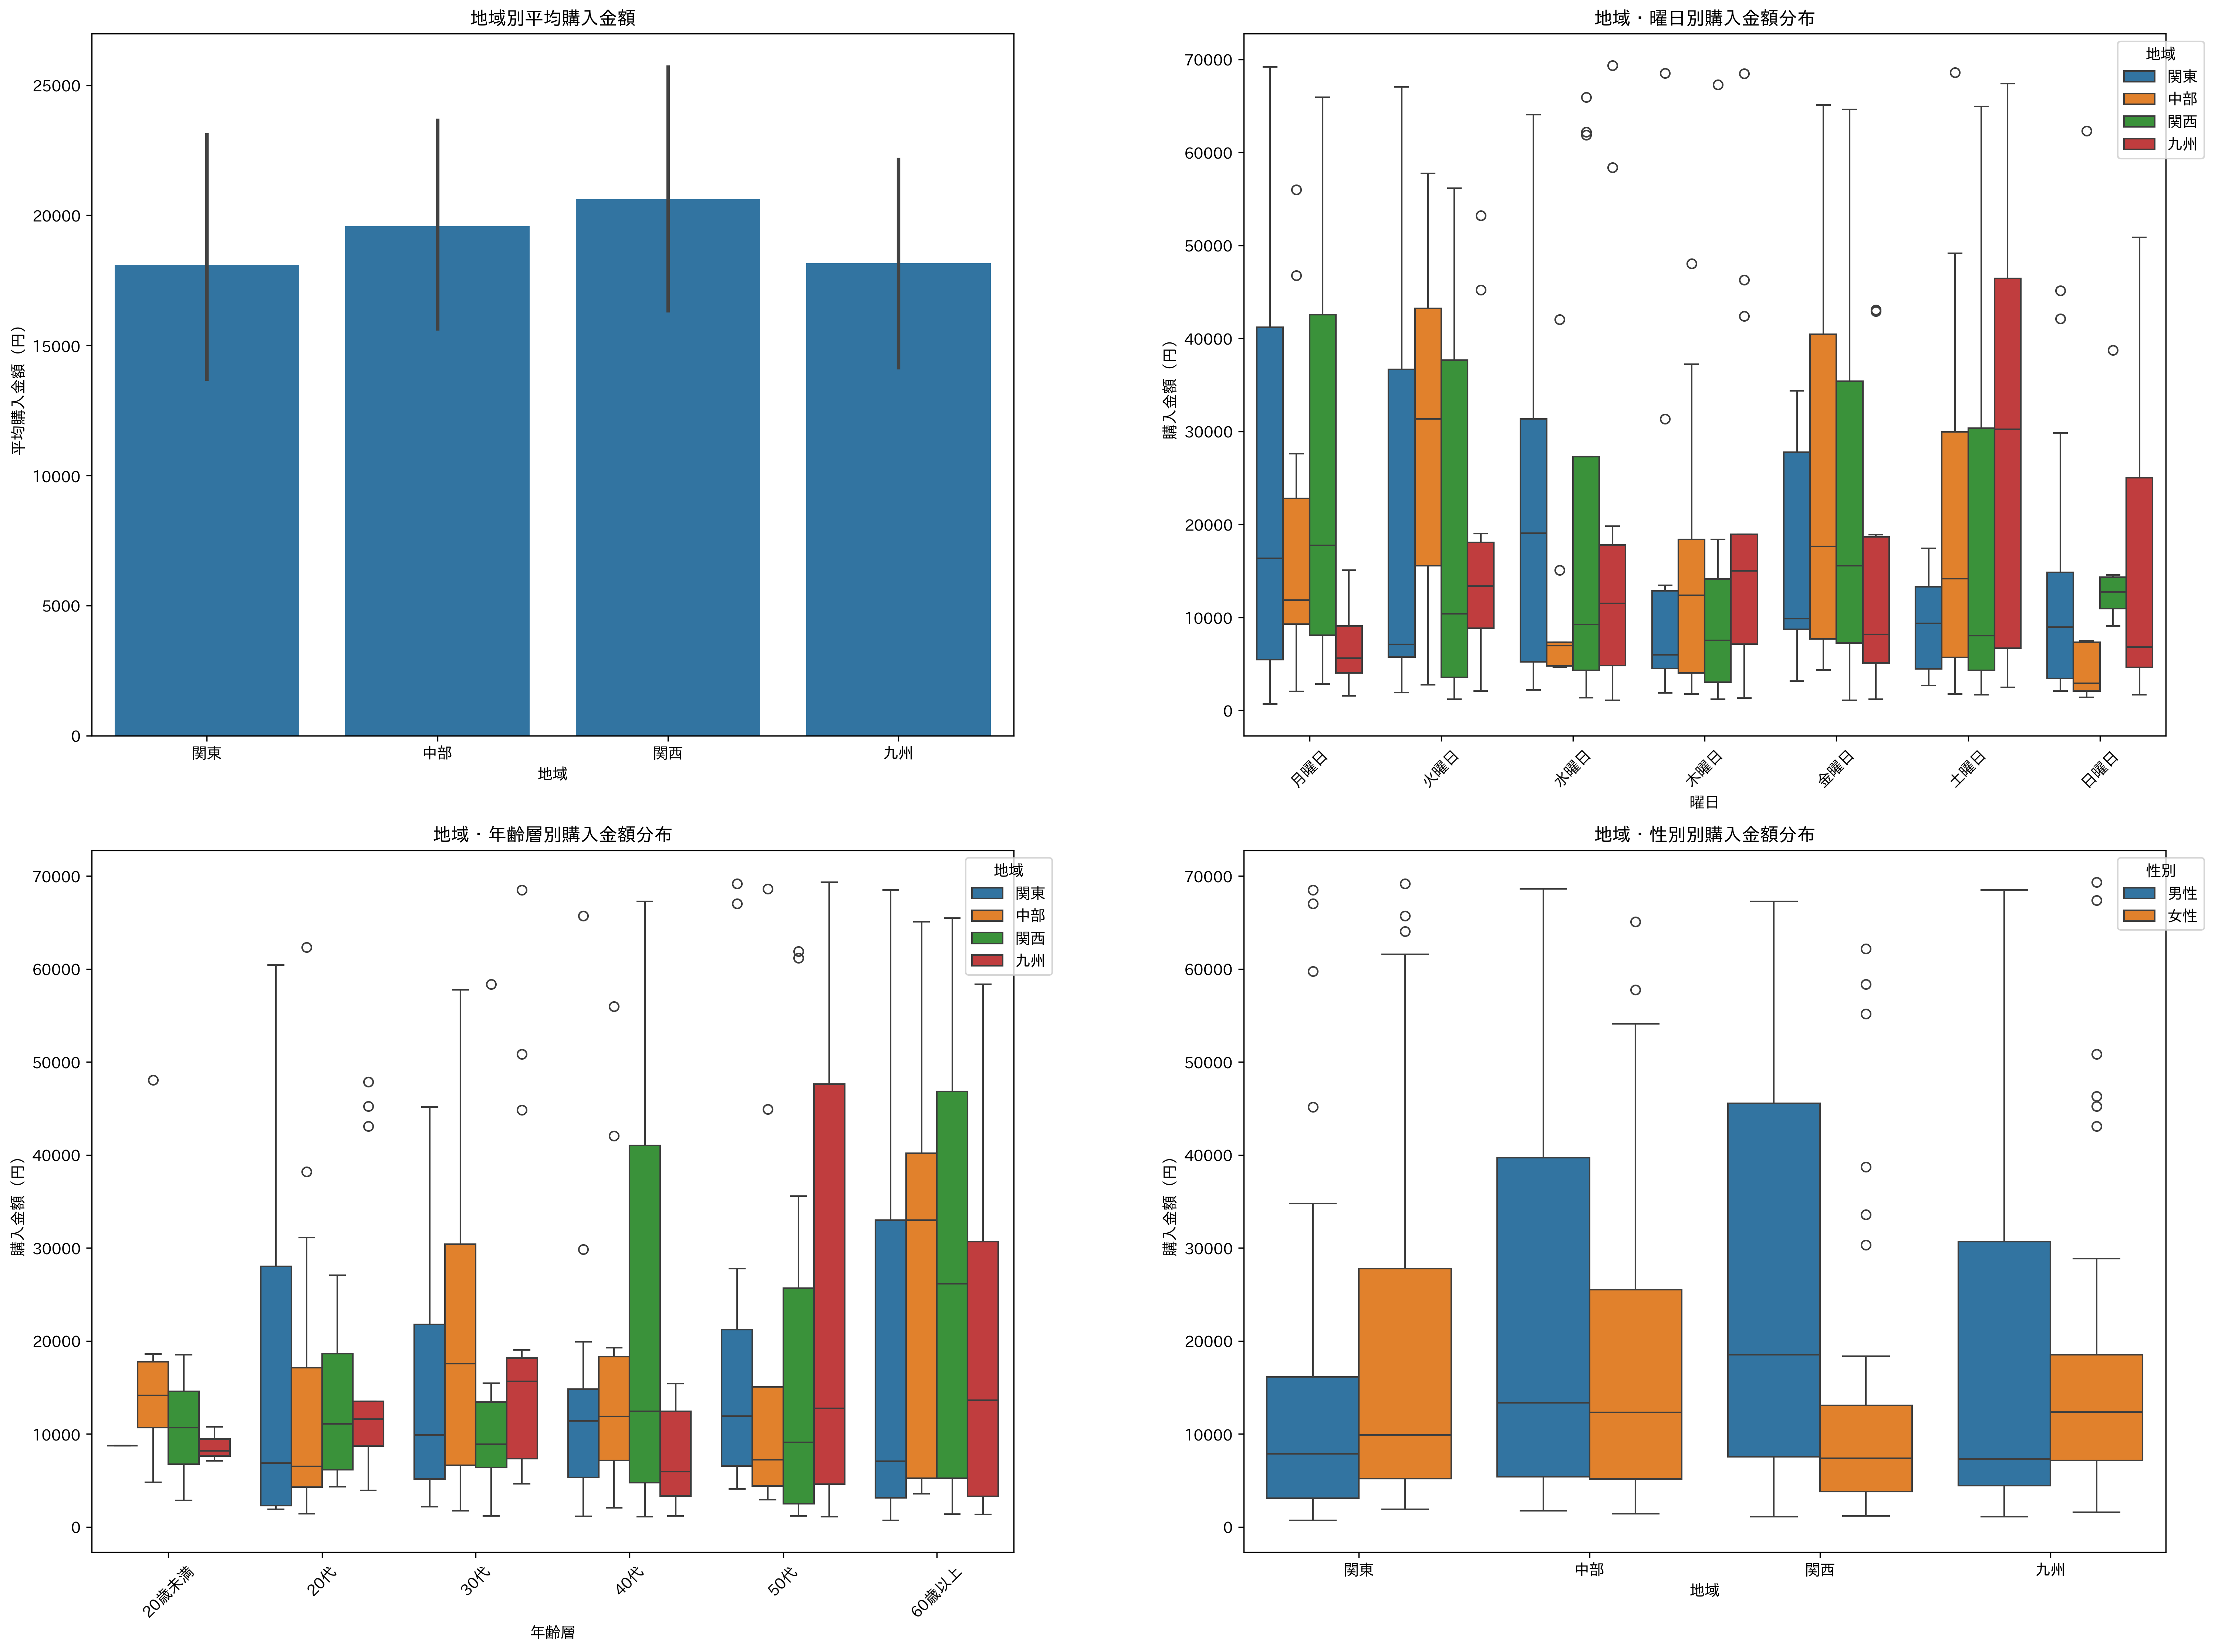 地域別平均購入金額
平均購入金額（円）
25000
20000
15000
10000
5000
0
関東
中部
関西
九州
地域
地域・曜日別購入金額分布
購入金額（円）
70000
60000
50000
40000
30000
20000
10000
0
地域
関東
中部
関西
九州
月曜日
火曜日
水曜日
木曜日
金曜日
土曜日
日曜日
曜日
地域・年齢層別購入金額分布
購入金額（円）
70000
60000
50000
40000
30000
20000
10000
0
地域
関東
中部
関西
九州
20歳未満
20代
30代
40代
50代
60歳以上
年齢層
地域・性別別購入金額分布
購入金額（円）
70000
60000
50000
40000
30000
20000
10000
0
性別
男性
女性
関東
中部
関西
九州
地域